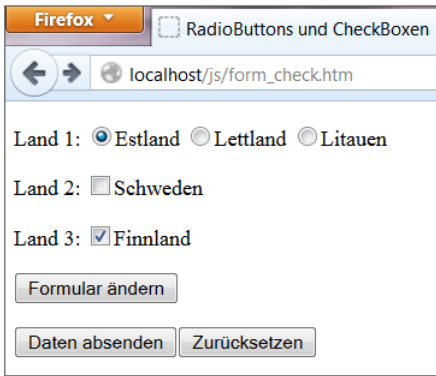 Firefox
RadioButtons und CheckBoxen
localhost/js/form_check.htm
Land 1: Estland Lettland Litauen
Land 2: Schweden
Land 3: Finnland
Formular ändern
Daten absenden Zurücksetzen